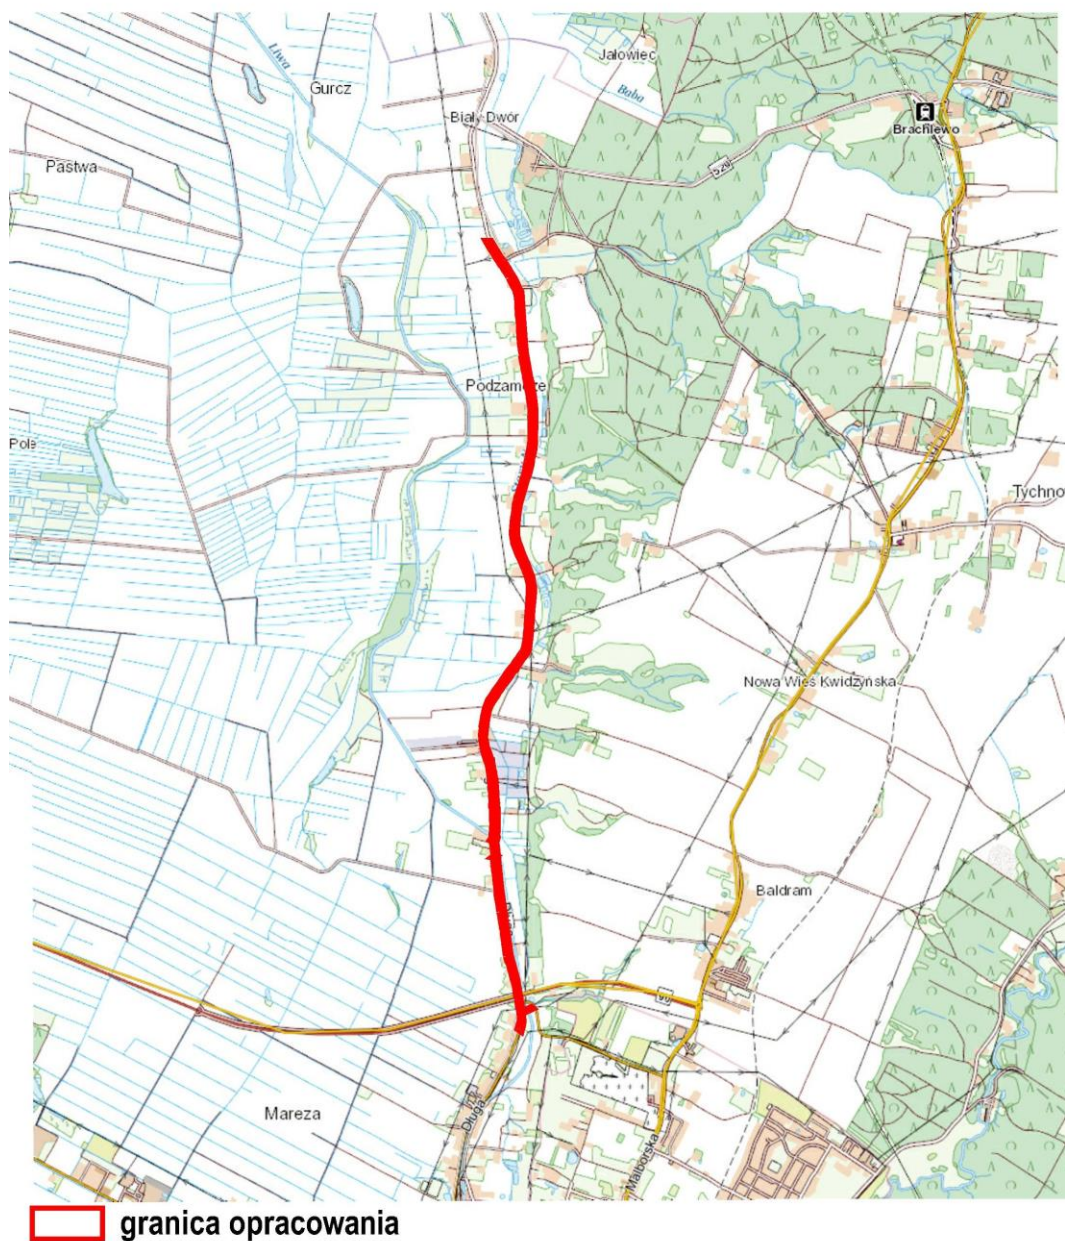 Liwa
Gurcz
Jałowiec
Baba
Biały Dwór
Brachlewo
Pastwa
520
Podzamcze
Pole
Tychno
Nowa Wieś Kwidzyńska
Baldram
90
Mareza
Długa
Malborska
granica opracowania